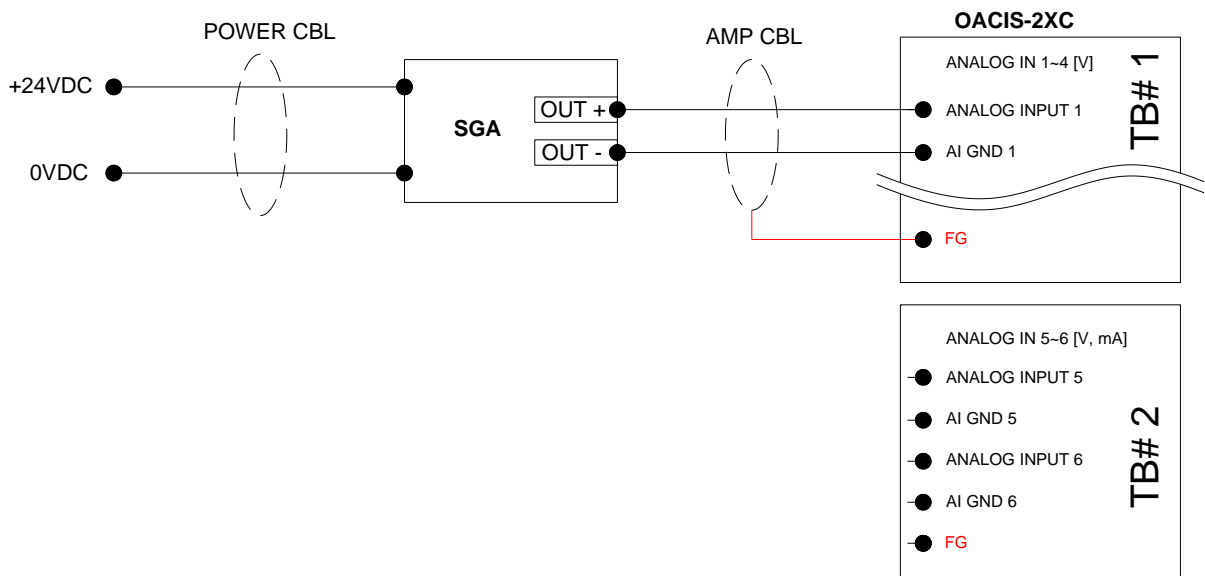 POWER CBL
AMP CBL
OACIS-2XC
+24VDC
0VDC
SGA
OUT +
OUT -
ANALOG IN 1~4 [V]
ANALOG INPUT 1
AI GND 1
FG
TB# 1
ANALOG IN 5~6 [V, mA]
ANALOG INPUT 5
AI GND 5
ANALOG INPUT 6
AI GND 6
FG
TB# 2